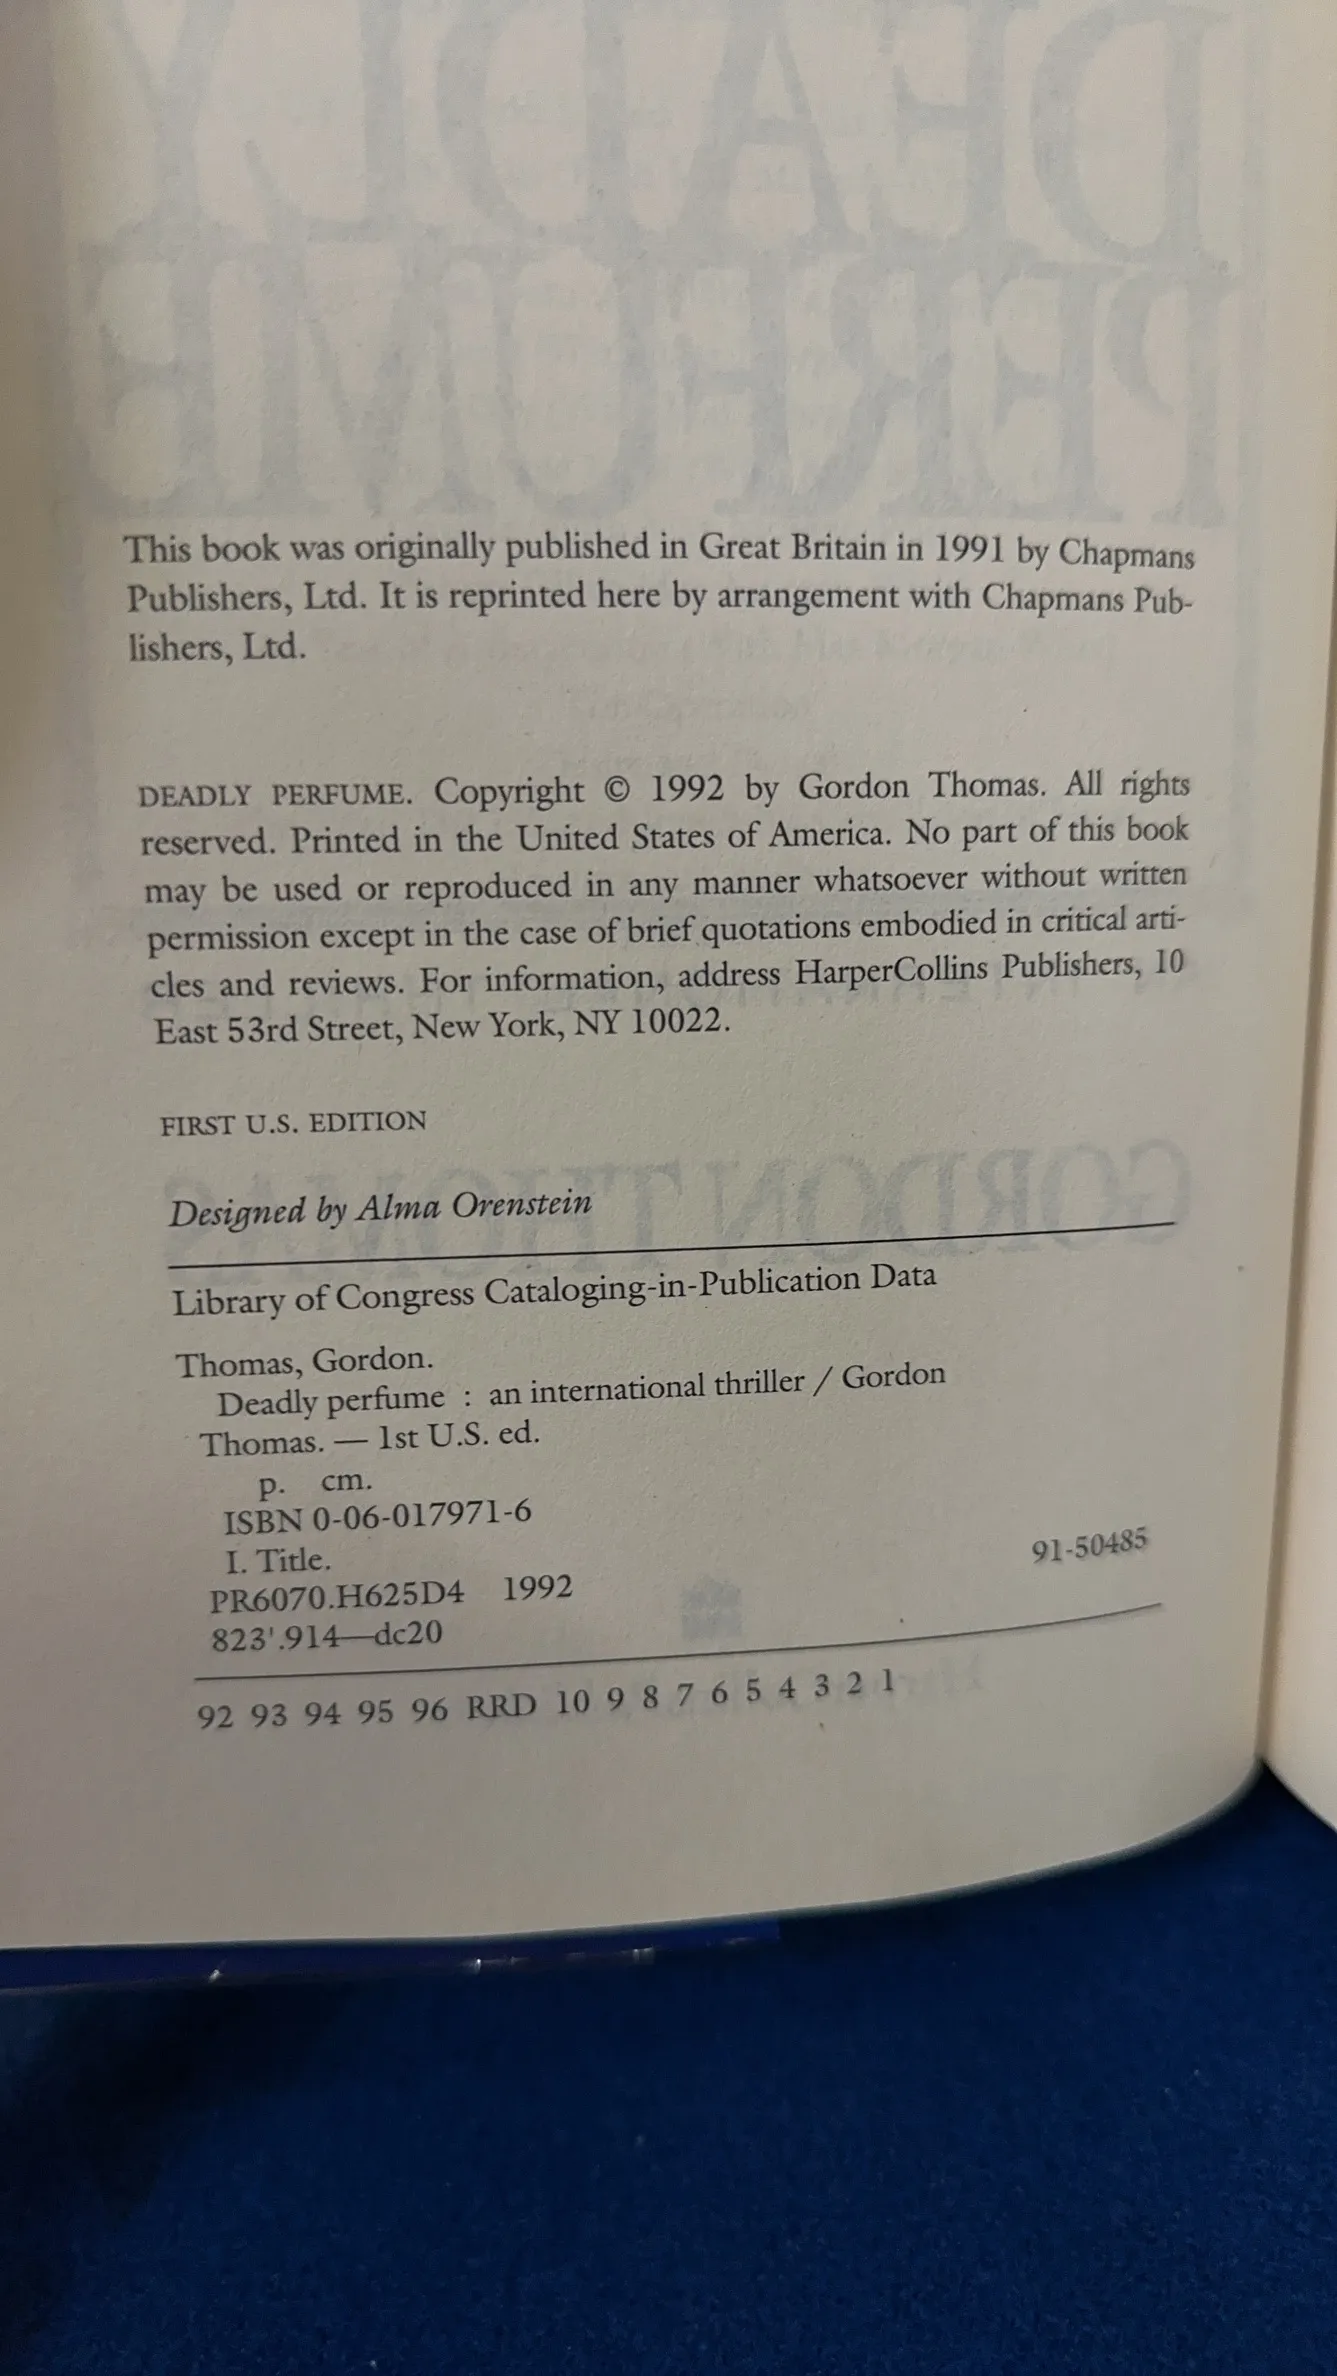 DEADLY
PERFUME
This book was originally published in Great Britain in 1991 by Chapmans
Publishers, Ltd. It is reprinted here by arrangement with Chapmans Pub-
lishers, Ltd.
DEADLY PERFUME. Copyright © 1992 by Gordon Thomas. All rights
reserved. Printed in the United States of America. No part of this book
may be used or reproduced in any manner whatsoever without written
permission except in the case of brief quotations embodied in critical arti-
cles and reviews. For information, address HarperCollins Publishers, 10
East 53rd Street, New York, NY 10022.
FIRST U.S. EDITION
GORDON THOMAS
Designed by Alma Orenstein
Library of Congress Cataloging-in-Publication Data
Thomas, Gordon.
Deadly perfume : an international thriller / Gordon
Thomas. — 1st U.S. ed.
p. cm.
ISBN 0-06-017971-6
I. Title.
PR6070.H625D4 1992 91-50485
823'.914—dc20
92 93 94 95 96 RRD 10 9 8 7 6 5 4 3 2 1